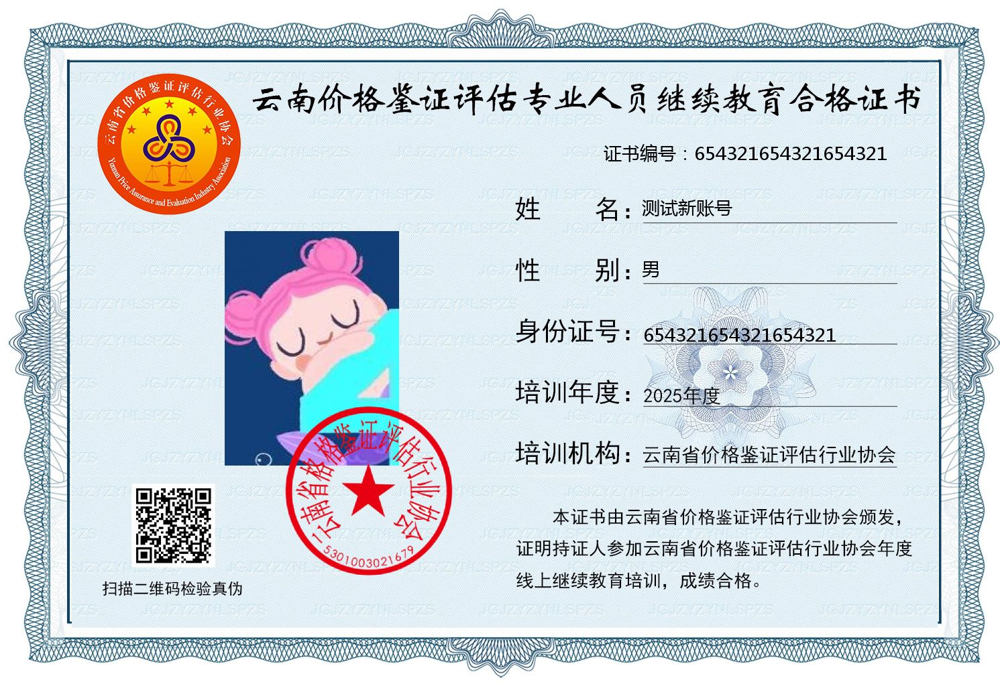 云南价格鉴证评估专业人员继续教育合格证书
云南省价格鉴证评估行业协会
Yunnan Price Assurance and Evaluation Industry Association
证书编号：654321654321654321
姓名：测试新账号
性别：男
身份证号：654321654321654321
培训年度：2025年度
培训机构：云南省价格鉴证评估行业协会
云南省价格鉴证评估行业协会
5301003021679
本证书由云南省价格鉴证评估行业协会颁发，
证明持证人参加云南省价格鉴证评估行业协会年度
线上继续教育培训，成绩合格。
扫描二维码检验真伪
JGJZYZYNLSPZS